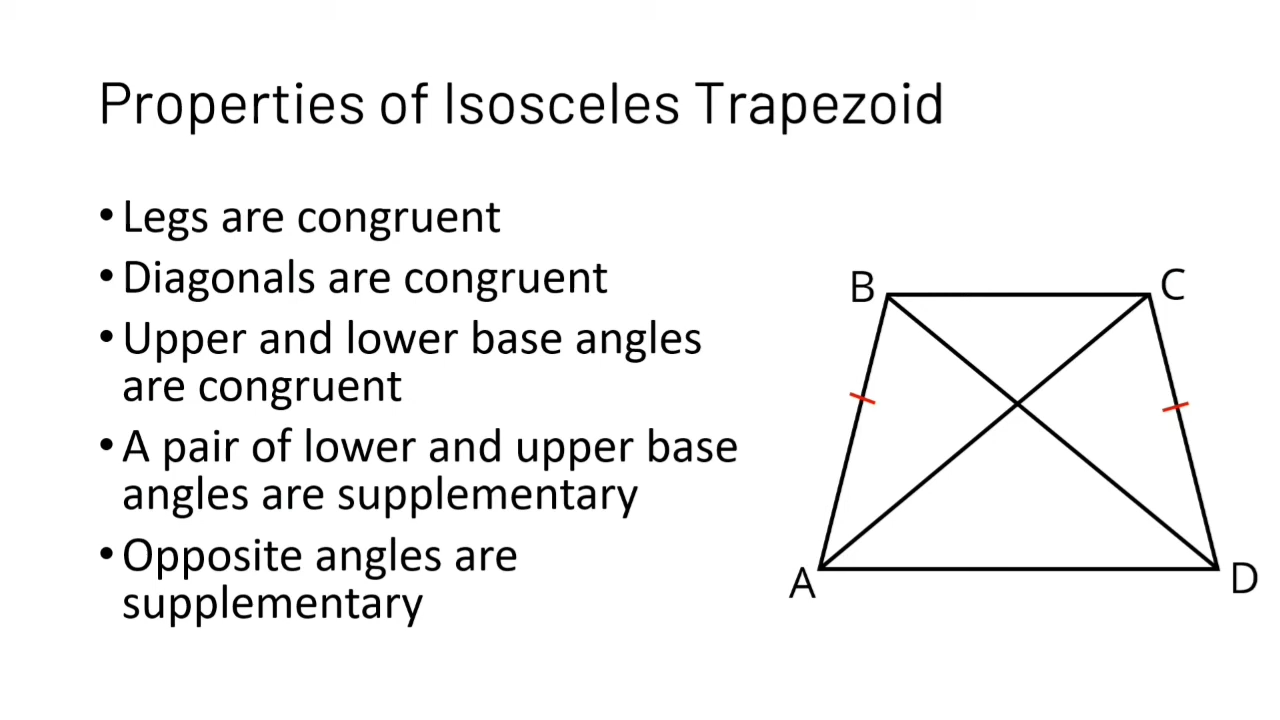 Properties of Isosceles Trapezoid
• Legs are congruent
• Diagonals are congruent
• Upper and lower base angles
are congruent
• A pair of lower and upper base
angles are supplementary
• Opposite angles are
supplementary
B
C
A
D